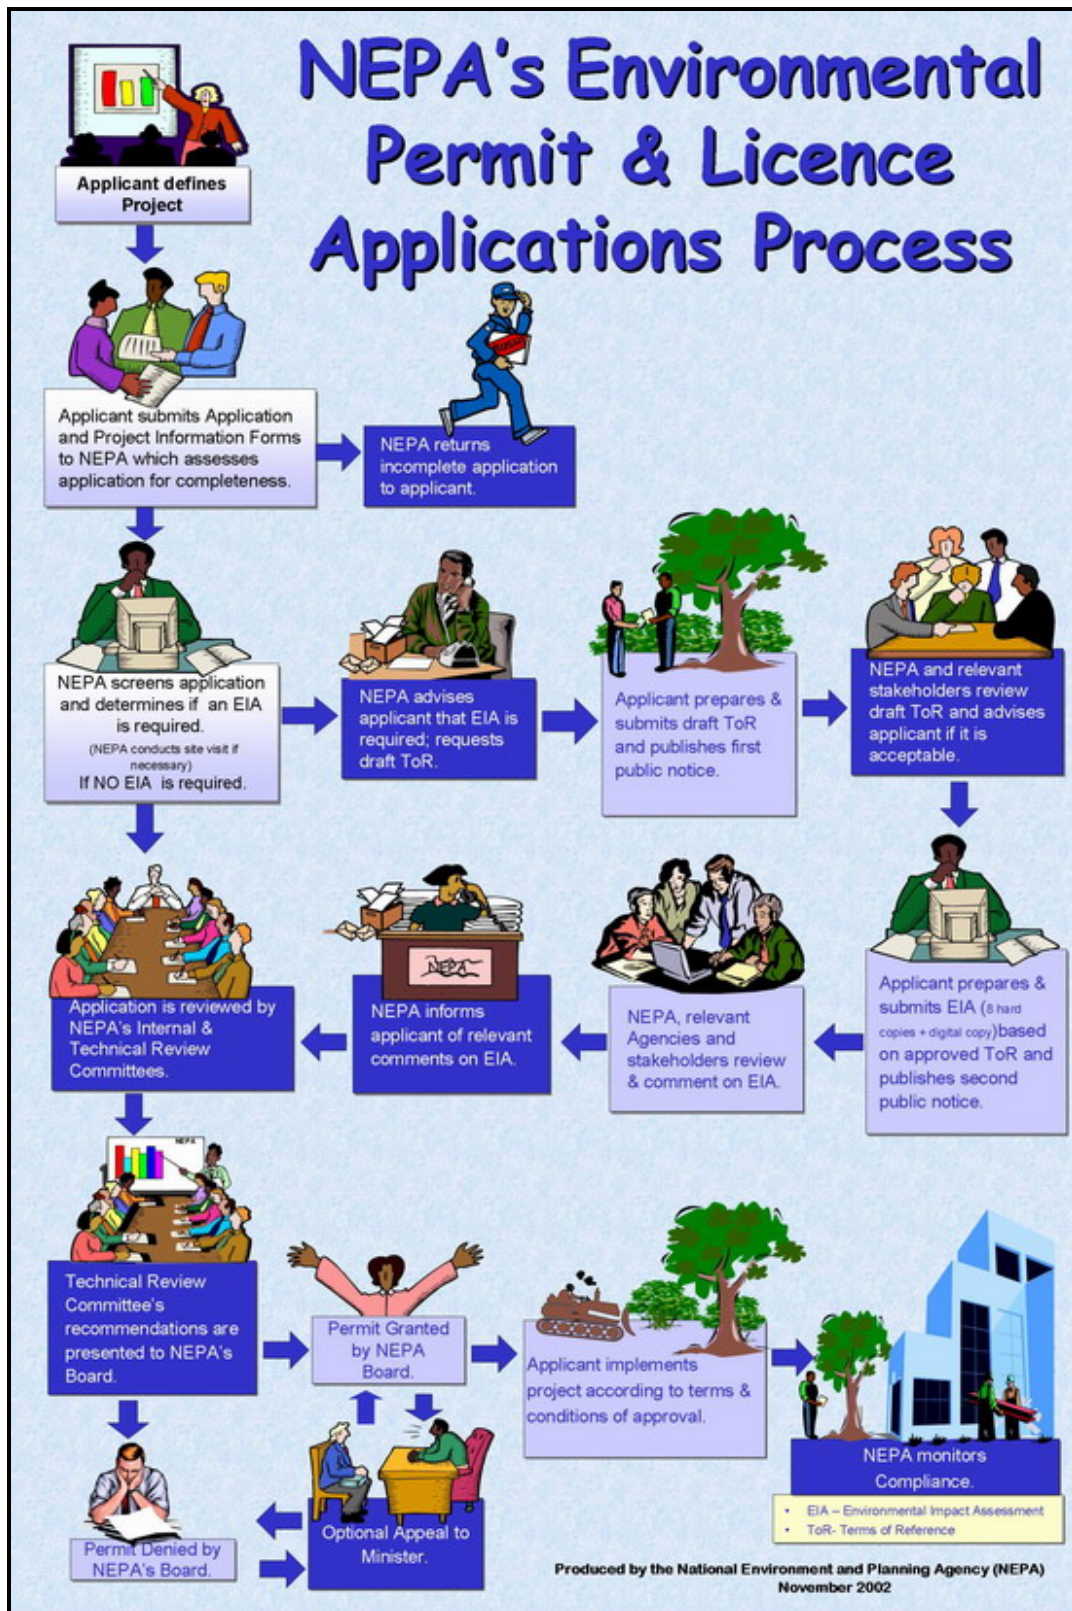 NEPA's Environmental
Permit & Licence
Applications Process
Applicant defines
Project
Applicant submits Application
and Project Information Forms
to NEPA which assesses
application for completeness.
NEPA returns
incomplete application
to applicant.
NEPA screens application
and determines if an EIA
is required.
(NEPA conducts site visit if
necessary)
If NO EIA is required.
NEPA advises
applicant that EIA is
required; requests
draft ToR.
Applicant prepares &
submits draft ToR
and publishes first
public notice.
NEPA and relevant
stakeholders review
draft ToR and advises
applicant if it is
acceptable.
Applicant prepares &
submits EIA (8 hard
copies + digital copy)based
on approved ToR and
publishes second
public notice.
NEPA, relevant
Agencies and
stakeholders review
& comment on EIA.
NEPA
NEPA informs
applicant of relevant
comments on EIA.
Application is reviewed by
NEPA's Internal &
Technical Review
Committees.
NEPA
Technical Review
Committee's
recommendations are
presented to NEPA's
Board.
Permit Granted
by NEPA
Board.
Applicant implements
project according to terms &
conditions of approval.
NEPA monitors
Compliance.
• EIA – Environmental Impact Assessment
• ToR- Terms of Reference
Permit Denied by
NEPA's Board.
Optional Appeal to
Minister.
Produced by the National Environment and Planning Agency (NEPA)
November 2002